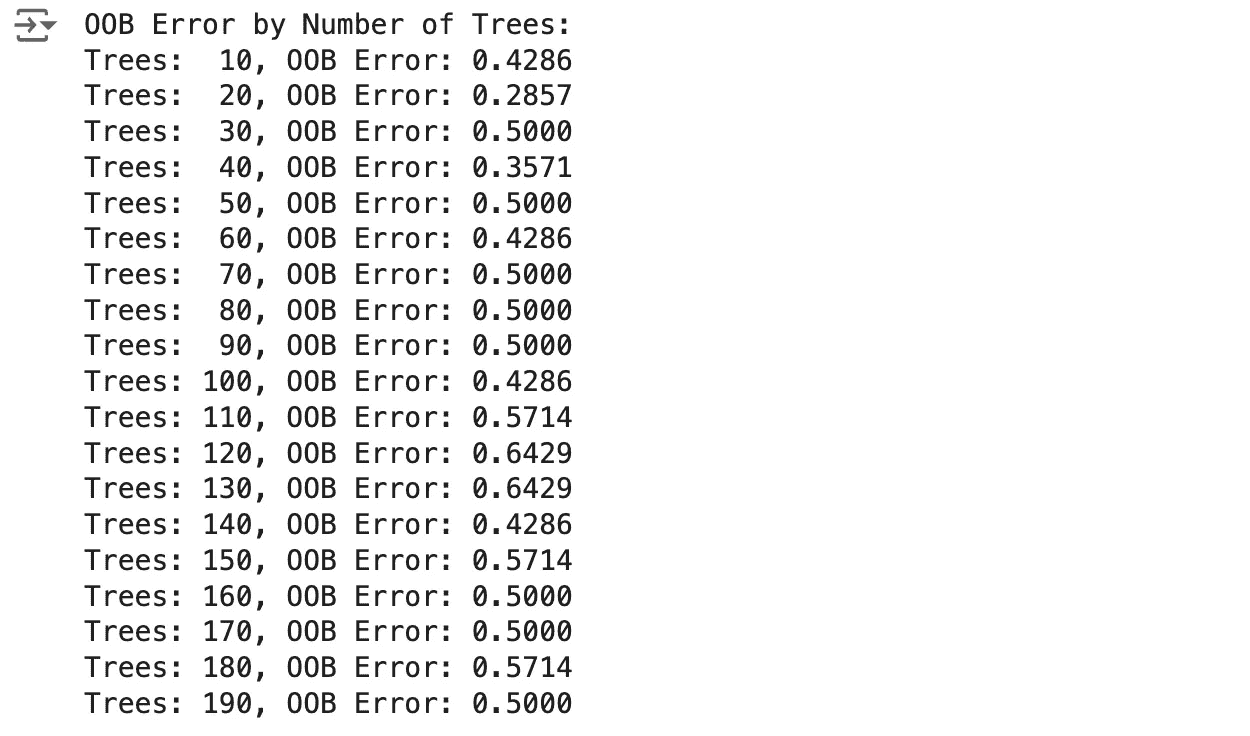 OOB Error by Number of Trees:
Trees:  10, OOB Error: 0.4286
Trees:  20, OOB Error: 0.2857
Trees:  30, OOB Error: 0.5000
Trees:  40, OOB Error: 0.3571
Trees:  50, OOB Error: 0.5000
Trees:  60, OOB Error: 0.4286
Trees:  70, OOB Error: 0.5000
Trees:  80, OOB Error: 0.5000
Trees:  90, OOB Error: 0.5000
Trees: 100, OOB Error: 0.4286
Trees: 110, OOB Error: 0.5714
Trees: 120, OOB Error: 0.6429
Trees: 130, OOB Error: 0.6429
Trees: 140, OOB Error: 0.4286
Trees: 150, OOB Error: 0.5714
Trees: 160, OOB Error: 0.5000
Trees: 170, OOB Error: 0.5000
Trees: 180, OOB Error: 0.5714
Trees: 190, OOB Error: 0.5000